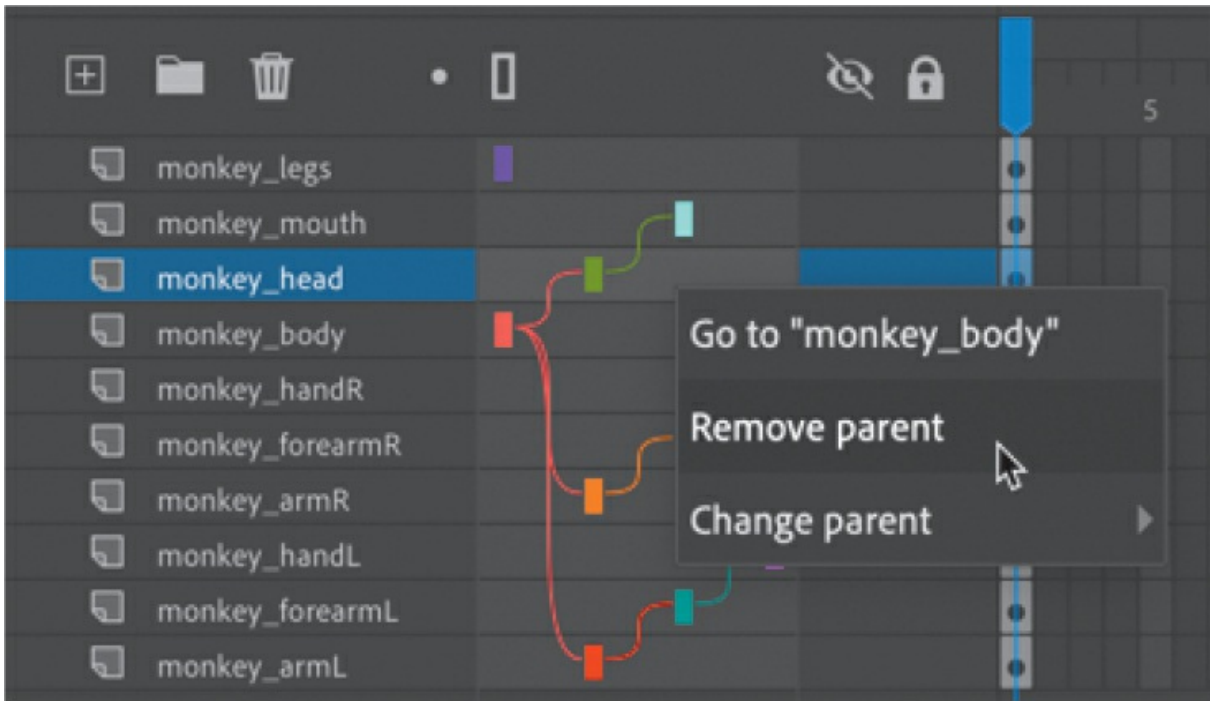 5
monkey_legs
monkey_mouth
monkey_head
monkey_body
Go to "monkey_body"
monkey_handR
monkey_forearmR
Remove parent
monkey_armR
Change parent
monkey_handL
monkey_forearmL
monkey_armL